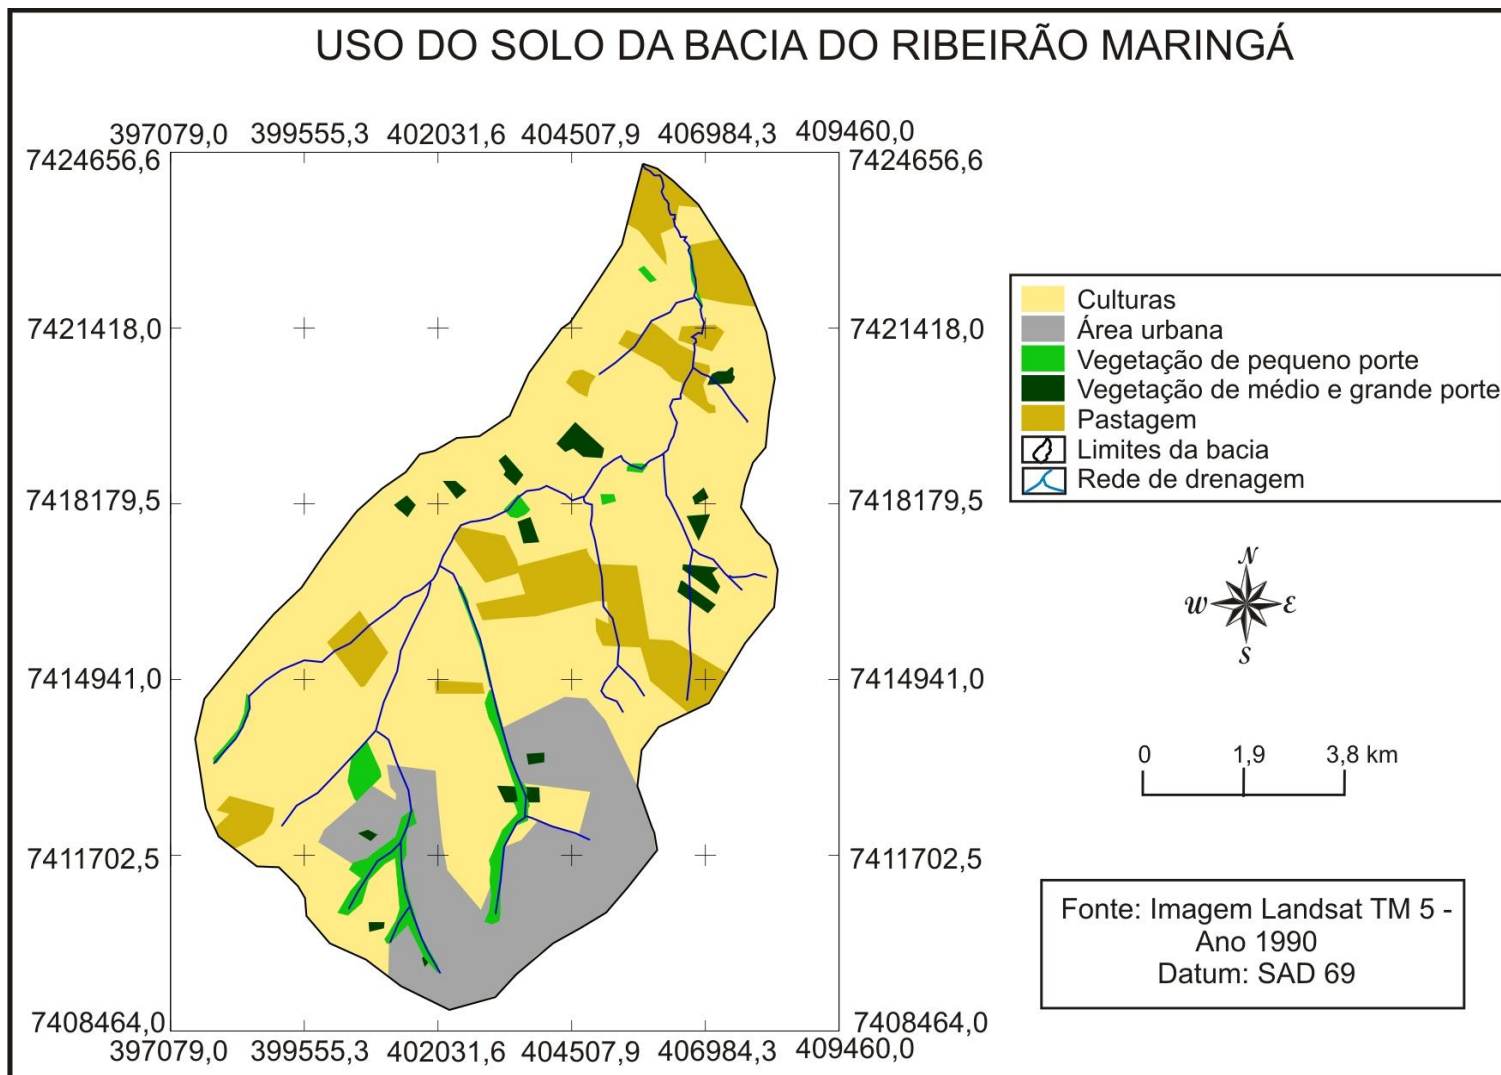 USO DO SOLO DA BACIA DO RIBEIRÃO MARINGÁ
397079,0 399555,3 402031,6 404507,9 406984,3 409460,0
7424656,6 7424656,6
7421418,0 7421418,0
7418179,5 7418179,5
7414941,0 7414941,0
7411702,5 7411702,5
7408464,0 7408464,0
397079,0 399555,3 402031,6 404507,9 406984,3 409460,0
Culturas
Área urbana
Vegetação de pequeno porte
Vegetação de médio e grande porte
Pastagem
Limites da bacia
Rede de drenagem
N
W E
S
0 1,9 3,8 km
Fonte: Imagem Landsat TM 5 -
Ano 1990
Datum: SAD 69